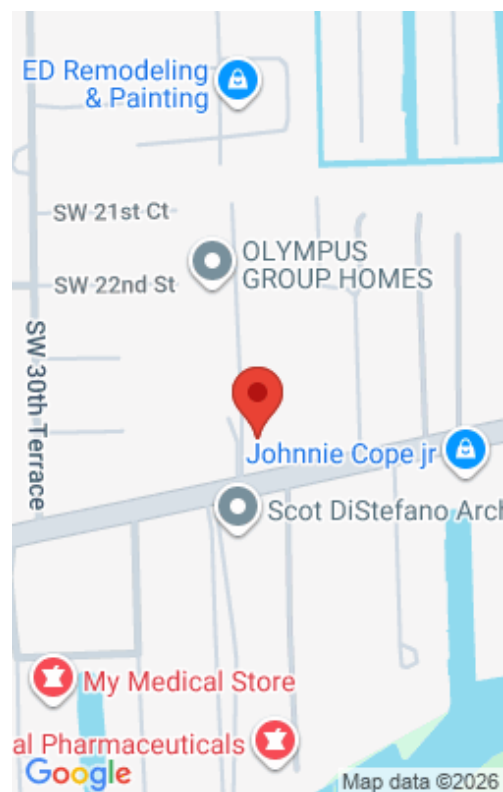 ED Remodeling
& Painting
SW 21st Ct
OLYMPUS
GROUP HOMES
SW 22nd St
SW 30th Terrace
Johnnie Cope jr
Scot DiStefano Arch
My Medical Store
al Pharmaceuticals
Google
Map data ©2026